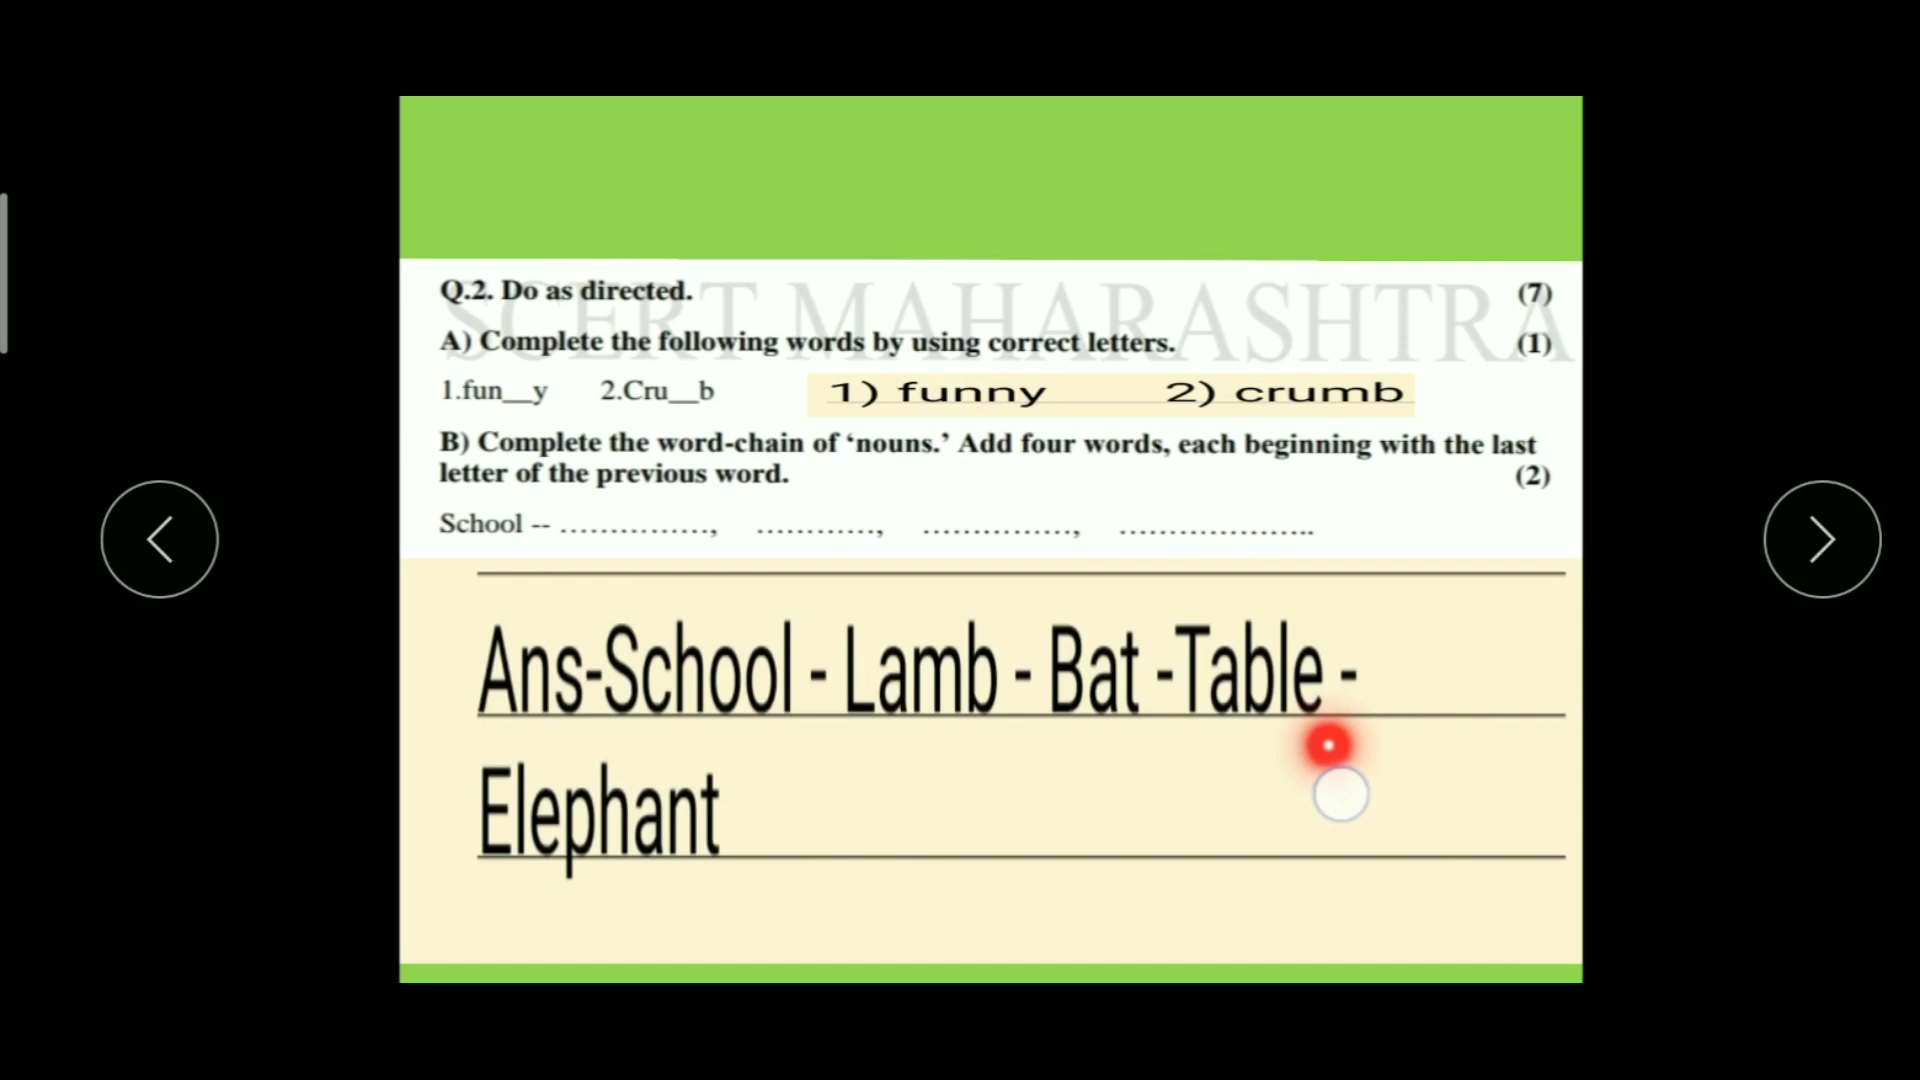 SCERT MAHARASHTRA
Q.2. Do as directed. (7)
A) Complete the following words by using correct letters. (1)
1.fun__y 2.Cru__b 1) funny 2) crumb
B) Complete the word-chain of ‘nouns.’ Add four words, each beginning with the last
letter of the previous word. (2)
School -- ……………, …………, ……………, ………………..
Ans-School - Lamb - Bat -Table -
Elephant